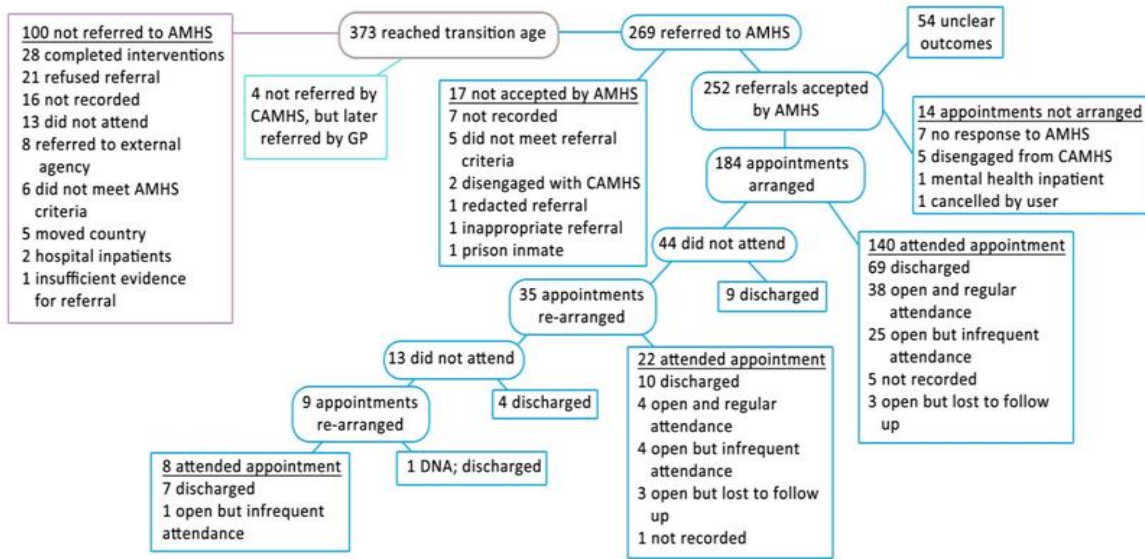 100 not referred to AMHS
28 completed interventions
21 refused referral
16 not recorded
13 did not attend
8 referred to external
agency
6 did not meet AMHS
criteria
5 moved country
2 hospital inpatients
1 insufficient evidence
for referral
373 reached transition age
269 referred to AMHS
54 unclear
outcomes
4 not referred by
CAMHS, but later
referred by GP
17 not accepted by AMHS
7 not recorded
5 did not meet referral
criteria
2 disengaged with CAMHS
1 redacted referral
1 inappropriate referral
1 prison inmate
252 referrals accepted
by AMHS
14 appointments not arranged
7 no response to AMHS
5 disengaged from CAMHS
1 mental health inpatient
1 cancelled by user
184 appointments
arranged
44 did not attend
140 attended appointment
69 discharged
38 open and regular
attendance
25 open but infrequent
attendance
5 not recorded
3 open but lost to follow
up
35 appointments
re-arranged
9 discharged
13 did not attend
22 attended appointment
10 discharged
4 open and regular
attendance
4 open but infrequent
attendance
3 open but lost to follow
up
1 not recorded
9 appointments
re-arranged
4 discharged
8 attended appointment
7 discharged
1 open but infrequent
attendance
1 DNA; discharged